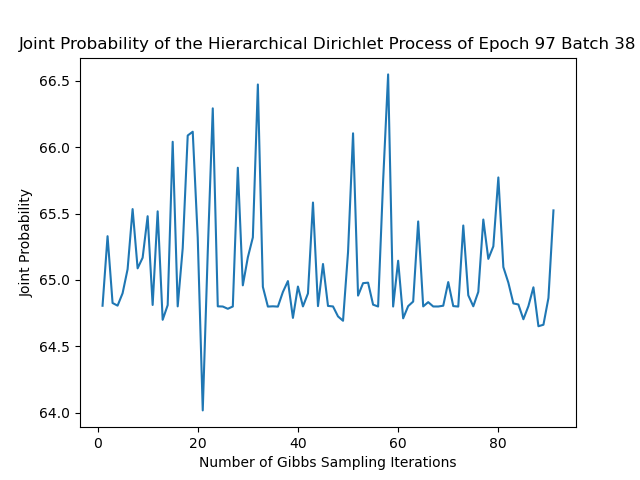 Joint Probability of the Hierarchical Dirichlet Process of Epoch 97 Batch 38
66.5
66.0
65.5
65.0
64.5
64.0
Joint Probability
0 20 40 60 80
Number of Gibbs Sampling Iterations